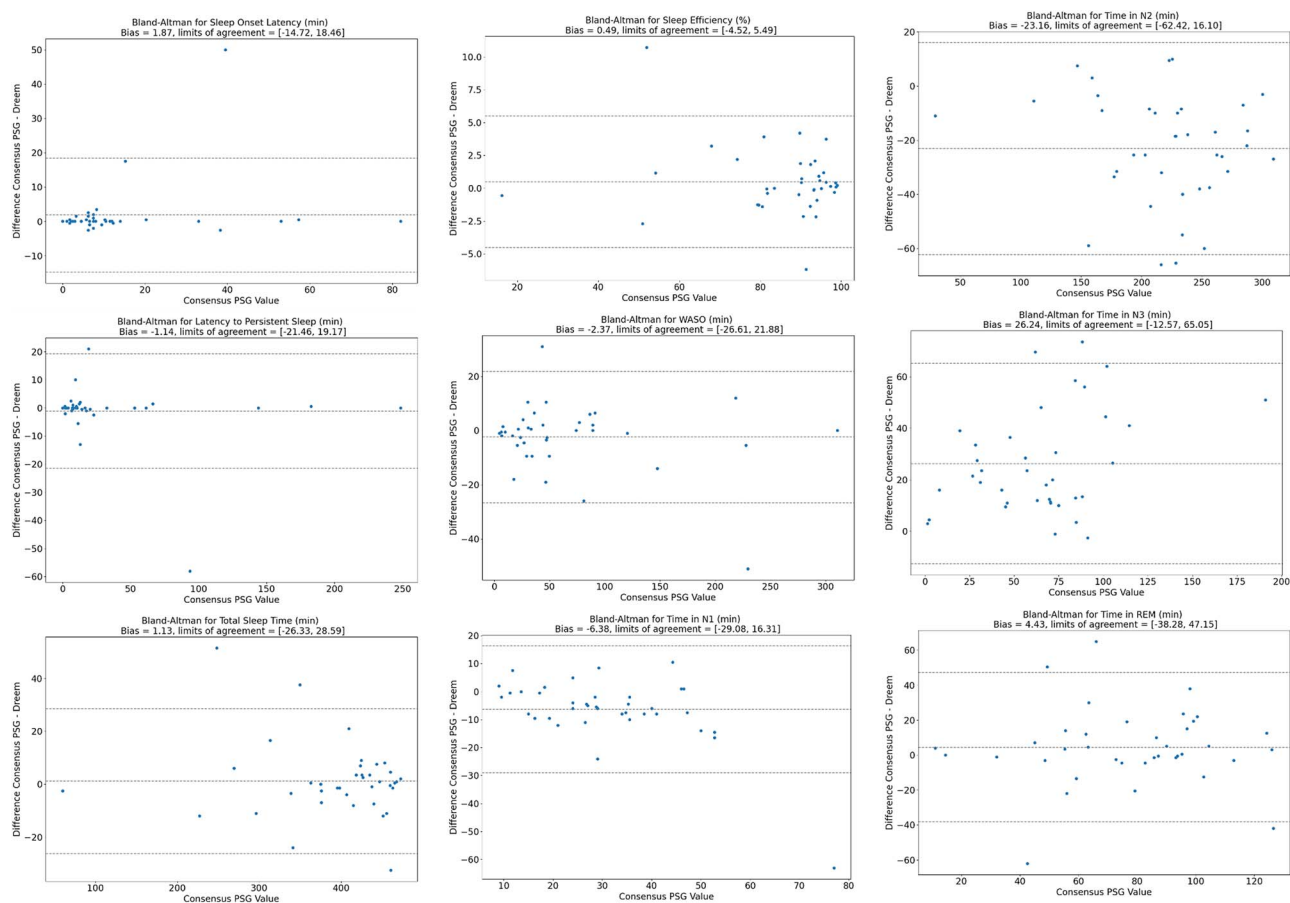 Bland-Altman for Sleep Onset Latency (min)
Bias = 1.87, limits of agreement = [-14.72, 18.46]
50
40
30
20
10
0
−10
0 20 40 60 80
Difference Consensus PSG - Dreem
Consensus PSG Value
Bland-Altman for Sleep Efficiency (%)
Bias = 0.49, limits of agreement = [-4.52, 5.49]
10.0
7.5
5.0
2.5
0.0
−2.5
−5.0
20 40 60 80 100
Difference Consensus PSG - Dreem
Consensus PSG Value
Bland-Altman for Time in N2 (min)
Bias = -23.16, limits of agreement = [-62.42, 16.10]
20
0
−20
−40
−60
50 100 150 200 250 300
Difference Consensus PSG - Dreem
Consensus PSG Value
Bland-Altman for Latency to Persistent Sleep (min)
Bias = -1.14, limits of agreement = [-21.46, 19.17]
20
10
0
−10
−20
−30
−40
−50
−60
0 50 100 150 200 250
Difference Consensus PSG - Dreem
Consensus PSG Value
Bland-Altman for WASO (min)
Bias = -2.37, limits of agreement = [-26.61, 21.88]
20
0
−20
−40
0 50 100 150 200 250 300
Difference Consensus PSG - Dreem
Consensus PSG Value
Bland-Altman for Time in N3 (min)
Bias = 26.24, limits of agreement = [-12.57, 65.05]
60
40
20
0
0 25 50 75 100 125 150 175 200
Difference Consensus PSG - Dreem
Consensus PSG Value
Bland-Altman for Total Sleep Time (min)
Bias = 1.13, limits of agreement = [-26.33, 28.59]
40
20
0
−20
100 200 300 400
Difference Consensus PSG - Dreem
Consensus PSG Value
Bland-Altman for Time in N1 (min)
Bias = -6.38, limits of agreement = [-29.08, 16.31]
20
10
0
−10
−20
−30
−40
−50
−60
10 20 30 40 50 60 70 80
Difference Consensus PSG - Dreem
Consensus PSG Value
Bland-Altman for Time in REM (min)
Bias = 4.43, limits of agreement = [-38.28, 47.15]
60
40
20
0
−20
−40
−60
20 40 60 80 100 120
Difference Consensus PSG - Dreem
Consensus PSG Value